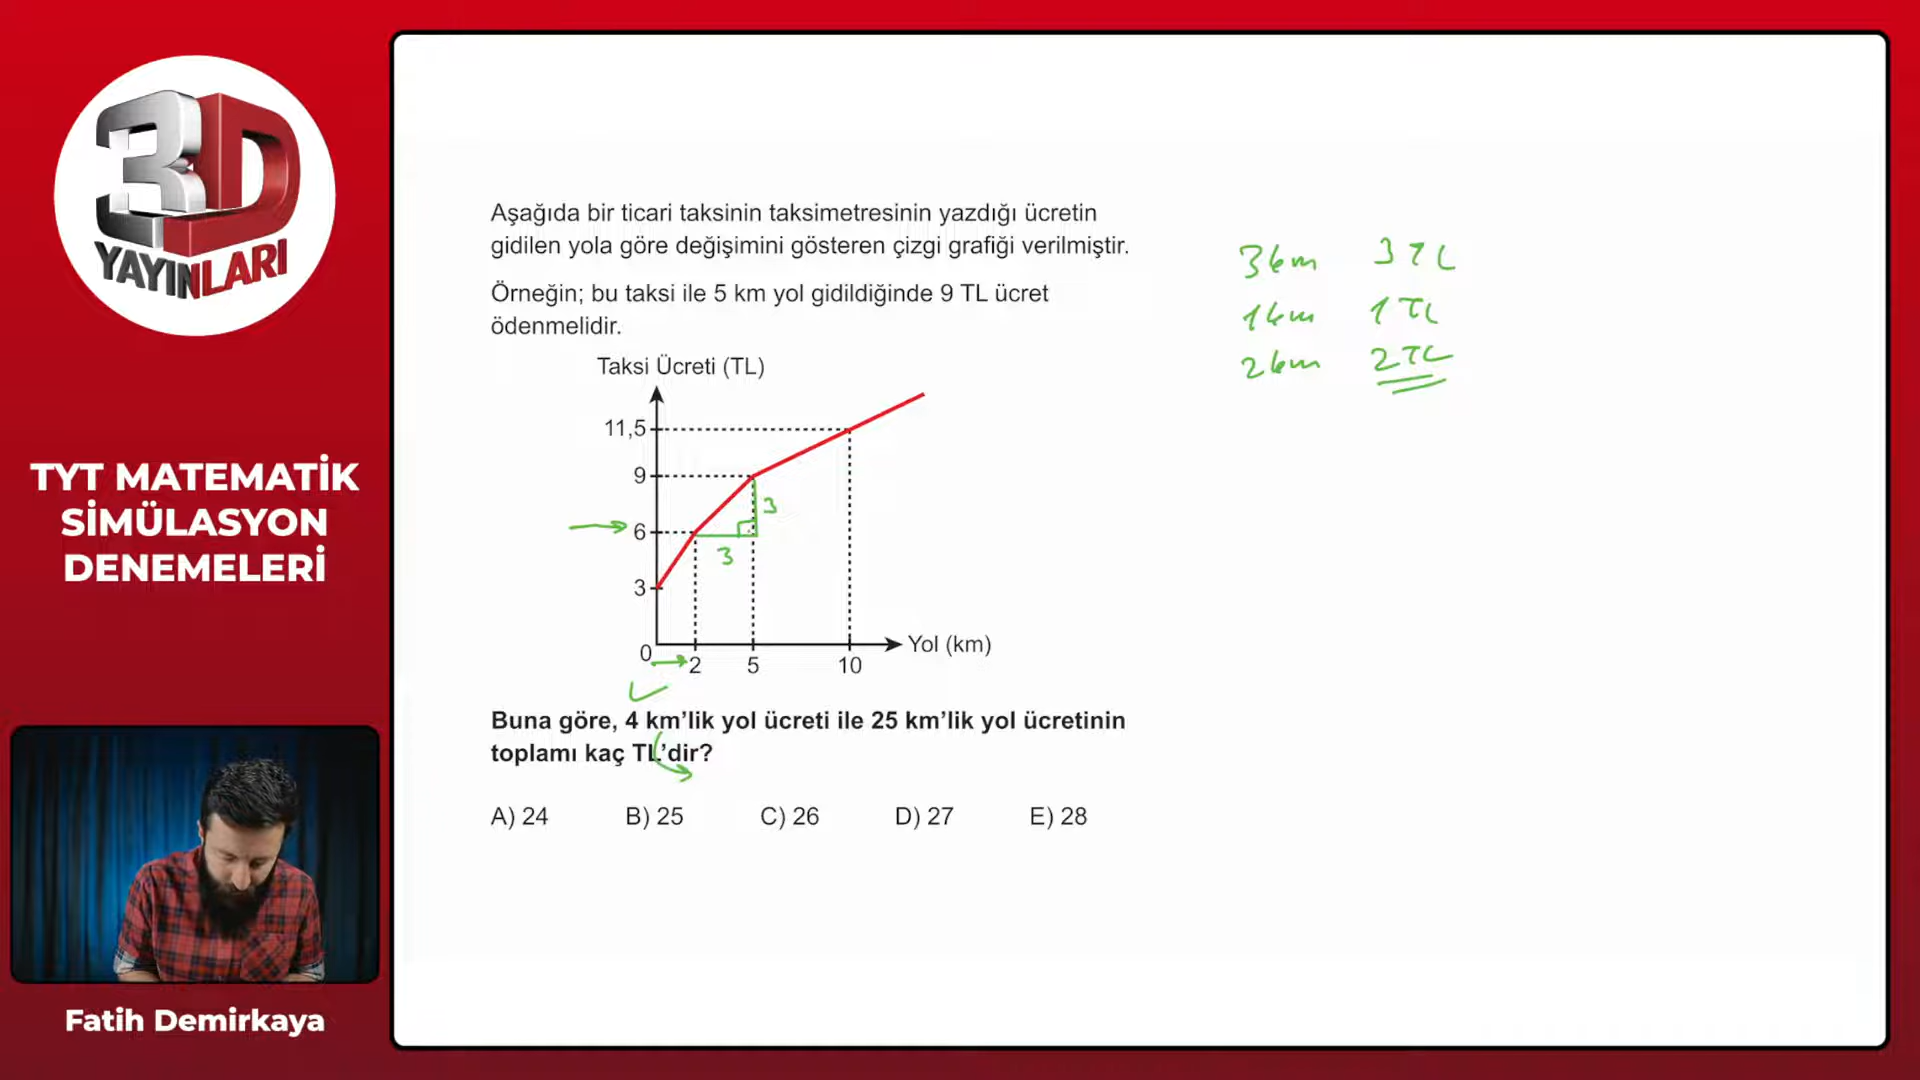 3D
YAYINLARI
TYT MATEMATİK
SİMÜLASYON
DENEMELERİ
Fatih Demirkaya
Aşağıda bir ticari taksinin taksimetresinin yazdığı ücretin
gidilen yola göre değişimini gösteren çizgi grafiği verilmiştir.
Örneğin; bu taksi ile 5 km yol gidildiğinde 9 TL ücret
ödenmelidir.
Taksi Ücreti (TL)
11,5
9
6
3
0
2
5
10
Yol (km)
3
3
Buna göre, 4 km’lik yol ücreti ile 25 km’lik yol ücretinin
toplamı kaç TL’dir?
A) 24 B) 25 C) 26 D) 27 E) 28
3km 3TL
1km 1TL
2km 2TL